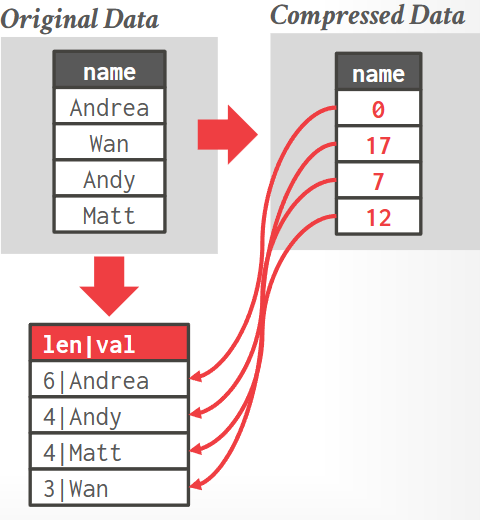 Original Data
name
Andrea
Wan
Andy
Matt
Compressed Data
name
0
17
7
12
len|val
6|Andrea
4|Andy
4|Matt
3|Wan